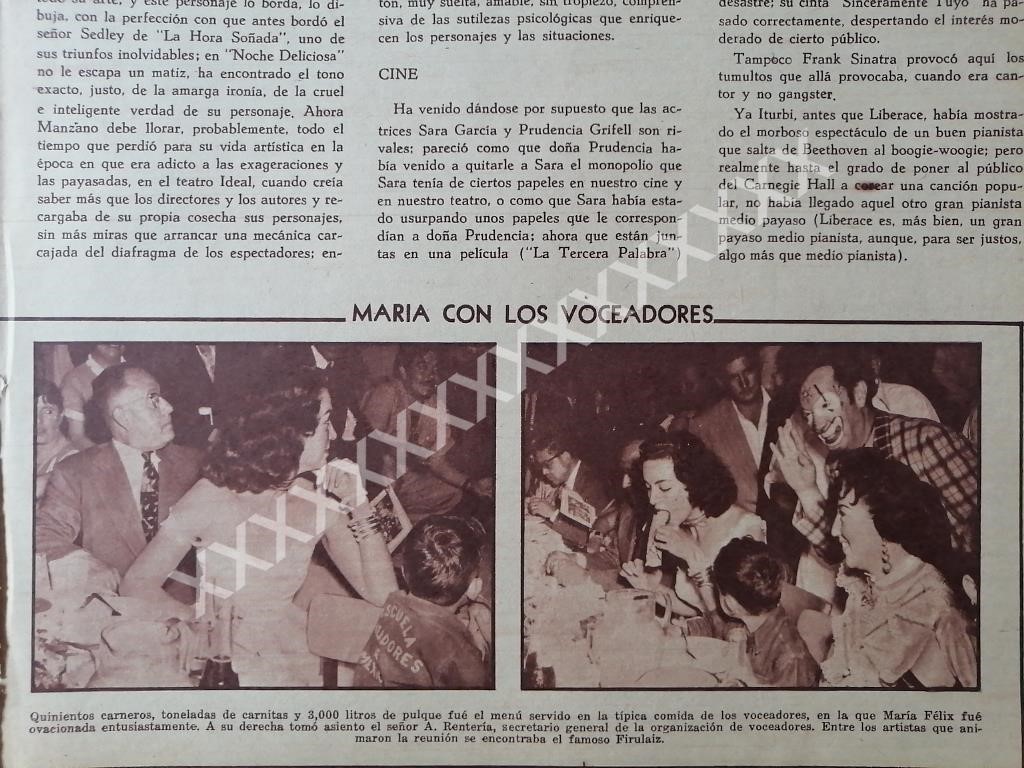 todo su arte, y este personaje lo borda, lo di-
buja, con la perfección con que antes bordó el
señor Sedley de "La Hora Soñada", uno de
sus triunfos inolvidables; en "Noche Deliciosa"
no le escapa un matiz, ha encontrado el tono
exacto, justo, de la amarga ironía, de la cruel
e inteligente verdad de su personaje. Ahora
Manzano debe llorar, probablemente, todo el
tiempo que perdió para su vida artística en la
época en que era adicto a las exageraciones y
las payasadas, en el teatro Ideal, cuando creía
saber más que los directores y los autores y re-
cargaba de su propia cosecha sus personajes,
sin más miras que arrancar una mecánica car-
cajada del diafragma de los espectadores; en-
ton, muy suelta, amable, sin tropiezo, compren-
siva de las sutilezas psicológicas que enrique-
cen los personajes y las situaciones.
CINE
Ha venido dándose por supuesto que las ac-
trices Sara García y Prudencia Grifell son ri-
vales; pareció como que doña Prudencia ha-
bía venido a quitarle a Sara el monopolio que
Sara tenía de ciertos papeles en nuestro cine y
en nuestro teatro, o como que Sara había esta-
do usurpando unos papeles que le correspon-
dían a doña Prudencia; ahora que están jun-
tas en una película ("La Tercera Palabra")
desastre; su cinta "Sinceramente Tuyo" ha pa-
sado correctamente, despertando el interés mo-
derado de cierto público.
Tampoco Frank Sinatra provocó aquí los
tumultos que allá provocaba, cuando era can-
tor y no gangster.
Ya Iturbi, antes que Liberace, había mostra-
do el morboso espectáculo de un buen pianista
que salta de Beethoven al boogie-woogie; pero
realmente hasta el grado de poner al público
del Carnegie Hall a corear una canción popu-
lar, no había llegado aquel otro gran pianista
medio payaso (Liberace es, más bien, un gran
payaso medio pianista, aunque, para ser justos,
algo más que medio pianista).
MARIA CON LOS VOCEADORES
XXXXXXXXXXXXXXX
Quinientos carneros, toneladas de carnitas y 3,000 litros de pulque fué el menú servido en la típica comida de los voceadores, en la que María Félix fué
ovacionada entusiastamente. A su derecha tomó asiento el señor A. Rentería, secretario general de la organización de voceadores. Entre los artistas que ani-
maron la reunión se encontraba el famoso Firulaiz.